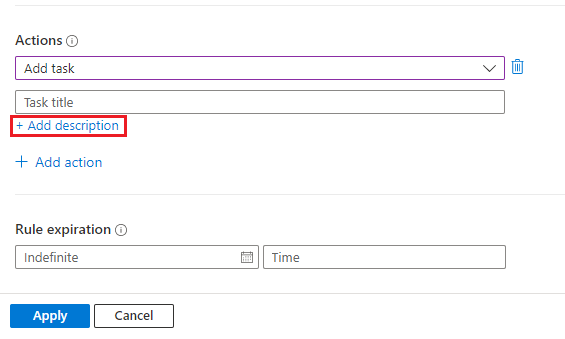 Actions
Add task
Task title
+ Add description
+ Add action
Rule expiration
Indefinite Time
Apply Cancel